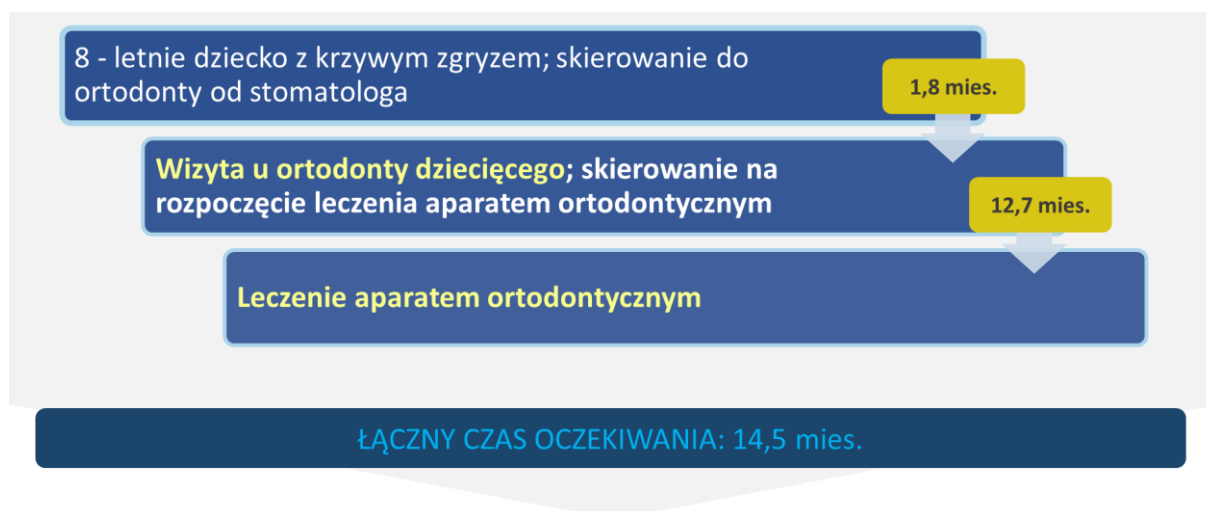 8 - letnie dziecko z krzywym zgryzem; skierowanie do
ortodonty od stomatologa
1,8 mies.
Wizyta u ortodonty dziecięcego; skierowanie na
rozpoczęcie leczenia aparatem ortodontycznym
12,7 mies.
Leczenie aparatem ortodontycznym
ŁĄCZNY CZAS OCZEKIWANIA: 14,5 mies.